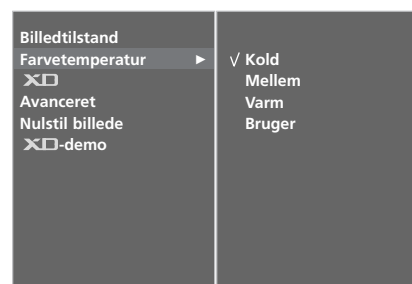 Billedtilstand
Farvetemperatur ►
XD
Avanceret
Nulstil billede
XD-demo
√ Kold
Mellem
Varm
Bruger